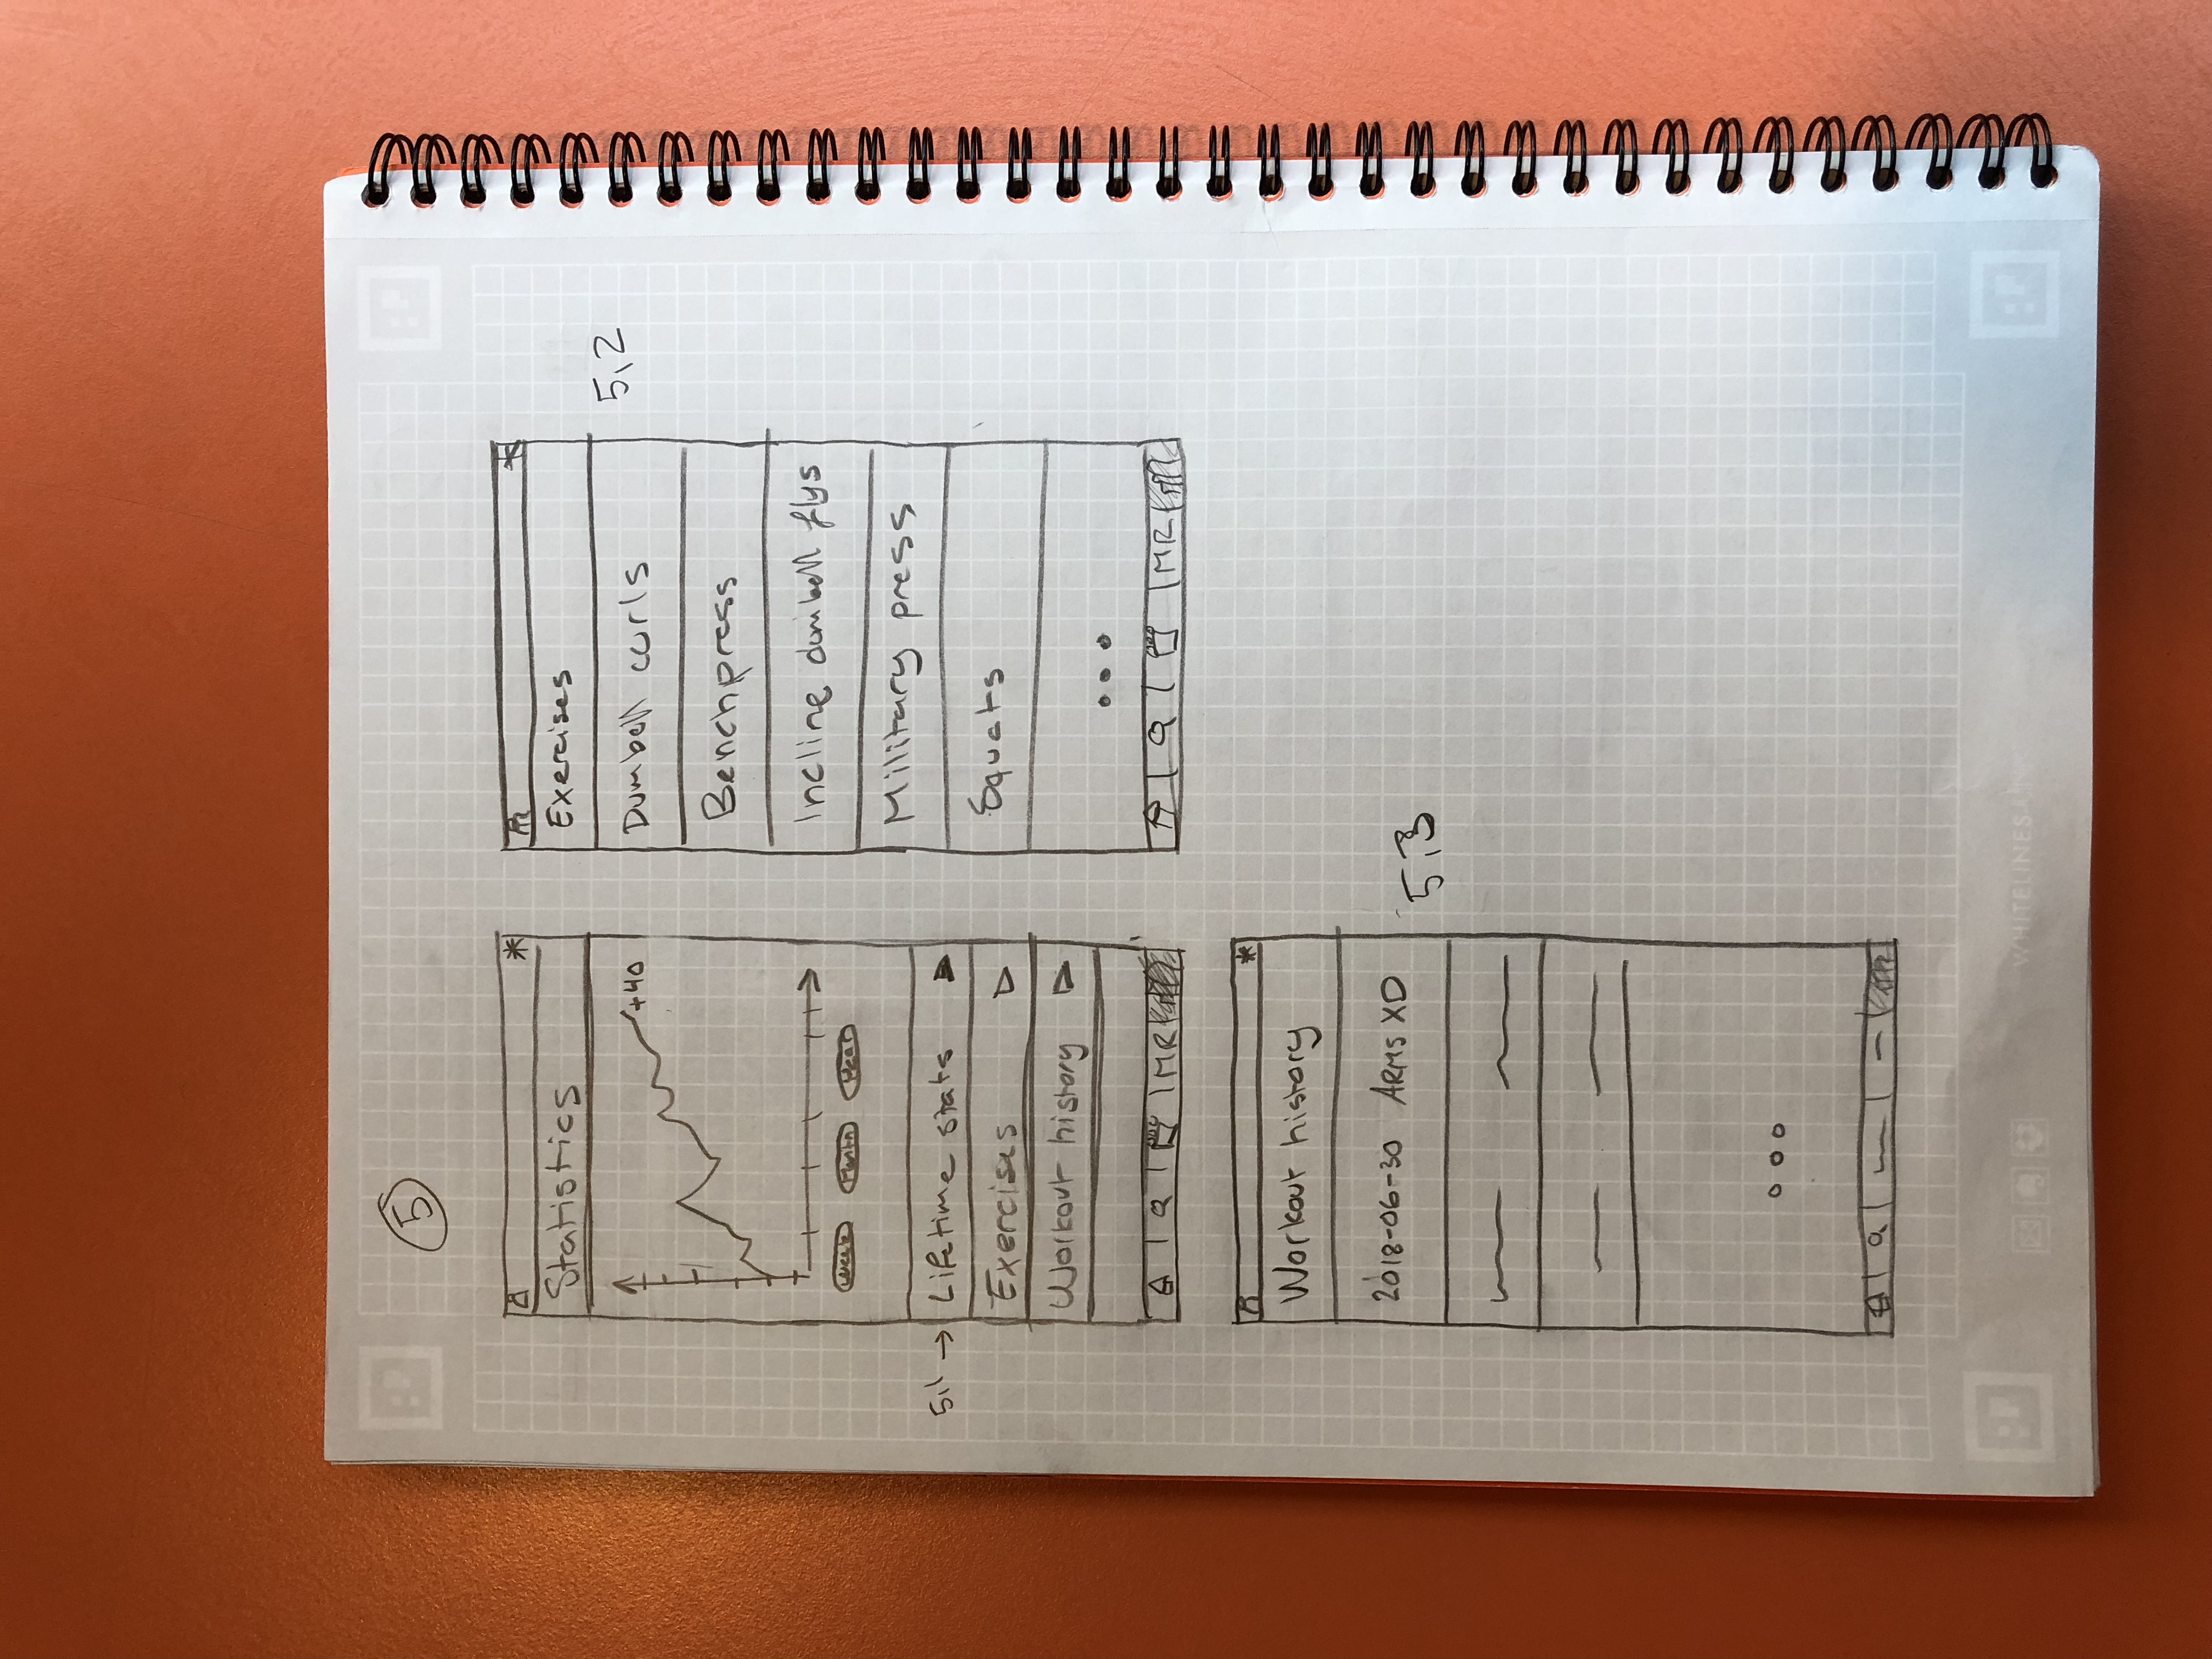 5
Statistics
+40
Week Month Year
5,1 → Lifetime stats
Exercises
Workout history
MR
Exercises
5,2
Dumbell curls
Benchpress
Incline dumbell flys
Military press
Squats
...
MR
Workout history
2018-06-30 ARMS XD
5,3
...
WHITELINES